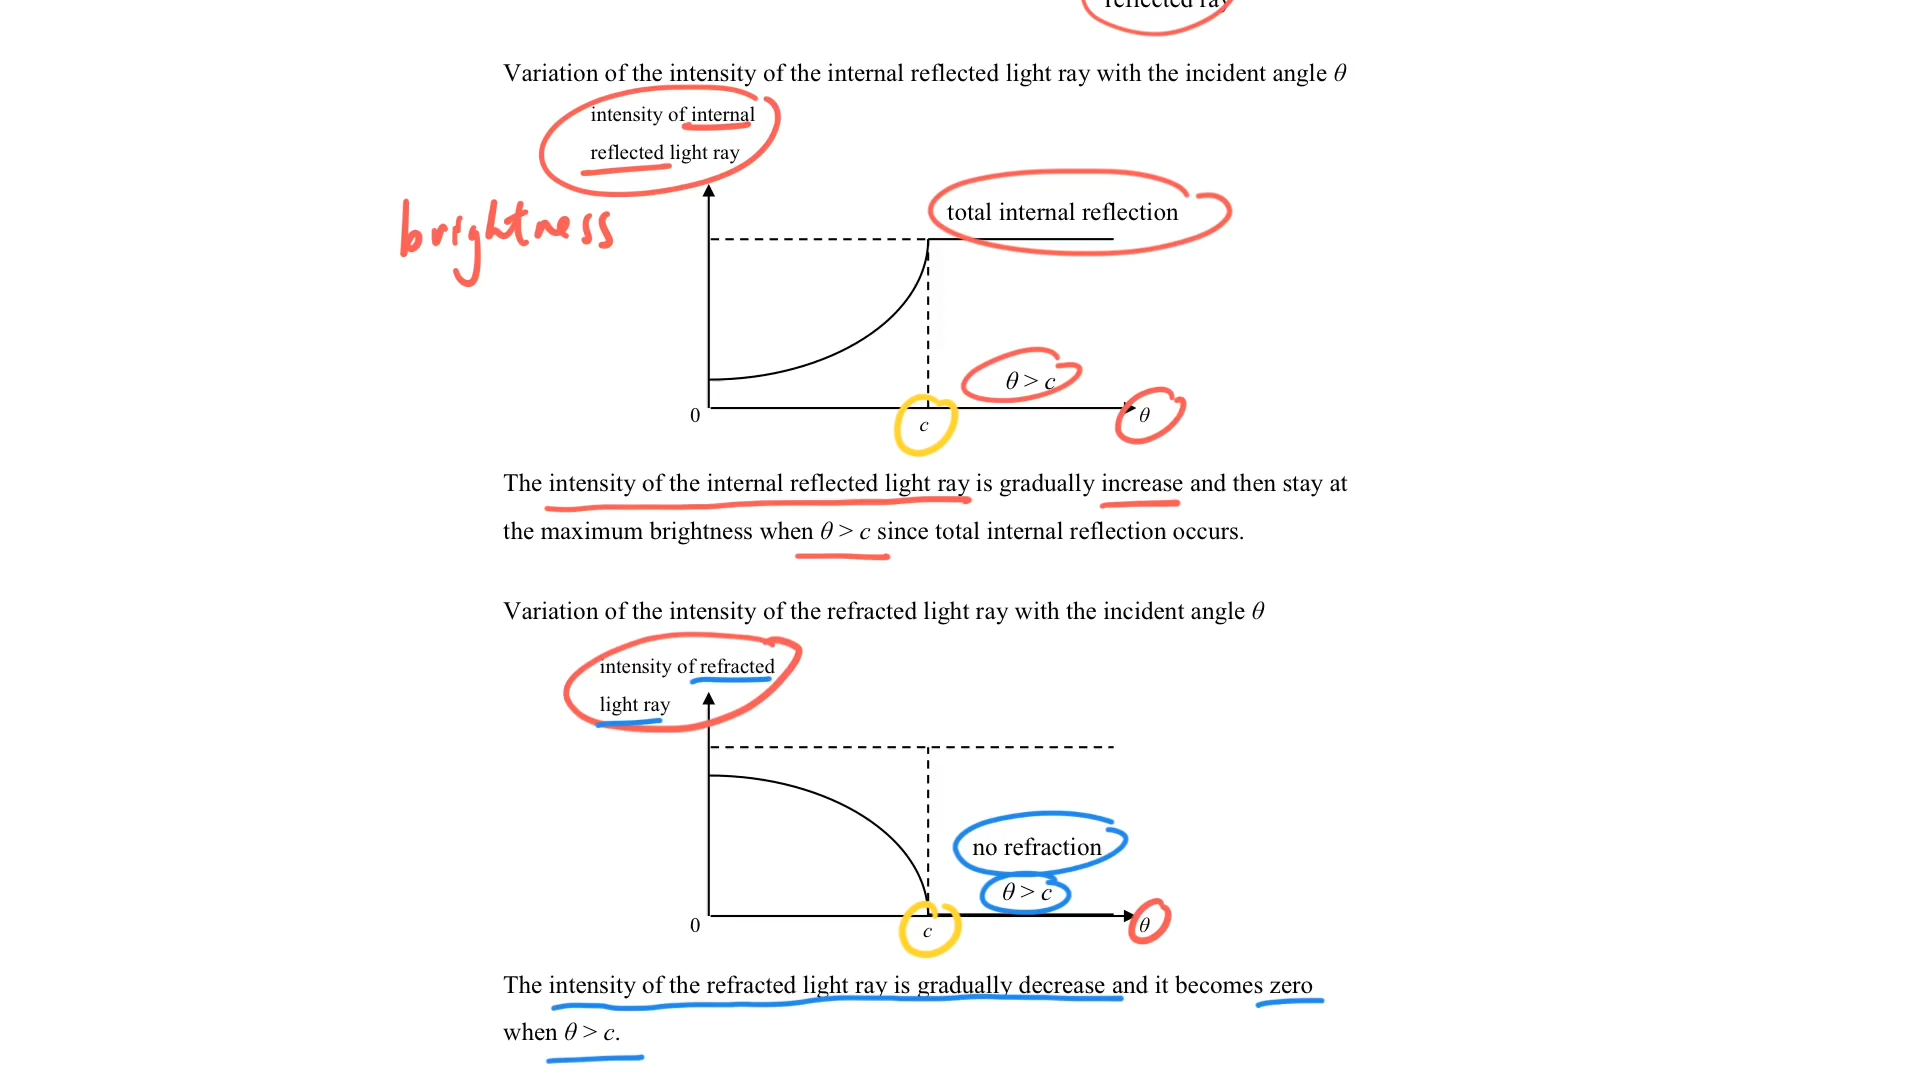 reflected ray
Variation of the intensity of the internal reflected light ray with the incident angle θ
intensity of internal
reflected light ray
brightness
total internal reflection
θ > c
0
c
θ
The intensity of the internal reflected light ray is gradually increase and then stay at
the maximum brightness when θ > c since total internal reflection occurs.
Variation of the intensity of the refracted light ray with the incident angle θ
intensity of refracted
light ray
no refraction
θ > c
0
c
θ
The intensity of the refracted light ray is gradually decrease and it becomes zero
when θ > c.